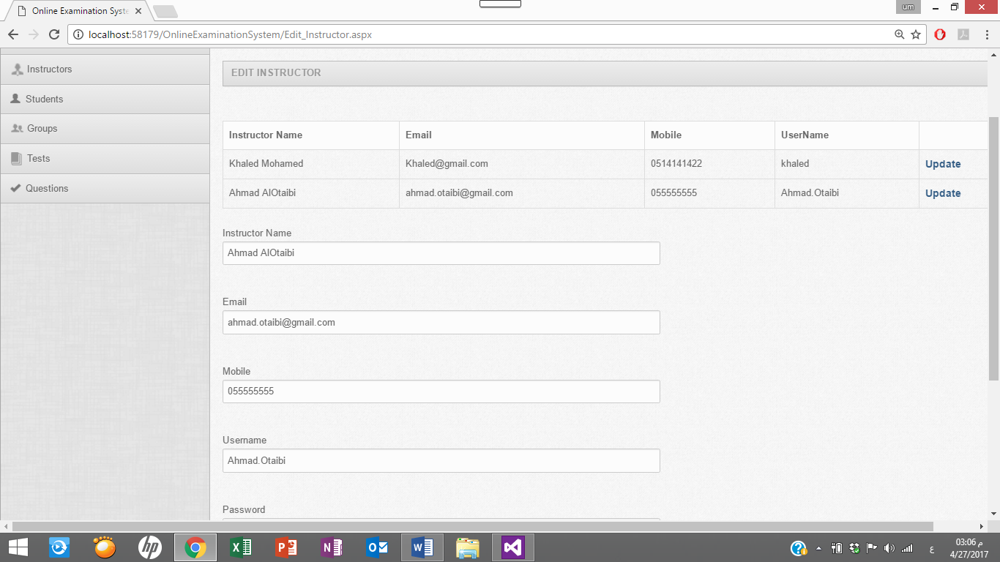 Online Examination Syste
um
localhost:58179/OnlineExaminationSystem/Edit_Instructor.aspx
Instructors
Students
Groups
Tests
Questions
EDIT INSTRUCTOR
Instructor Name Email Mobile UserName
Khaled Mohamed Khaled@gmail.com 0514141422 khaled Update
Ahmad AlOtaibi ahmad.otaibi@gmail.com 055555555 Ahmad.Otaibi Update
Instructor Name
Ahmad AlOtaibi
Email
ahmad.otaibi@gmail.com
Mobile
055555555
Username
Ahmad.Otaibi
Password
ع
03:06 م
4/27/2017